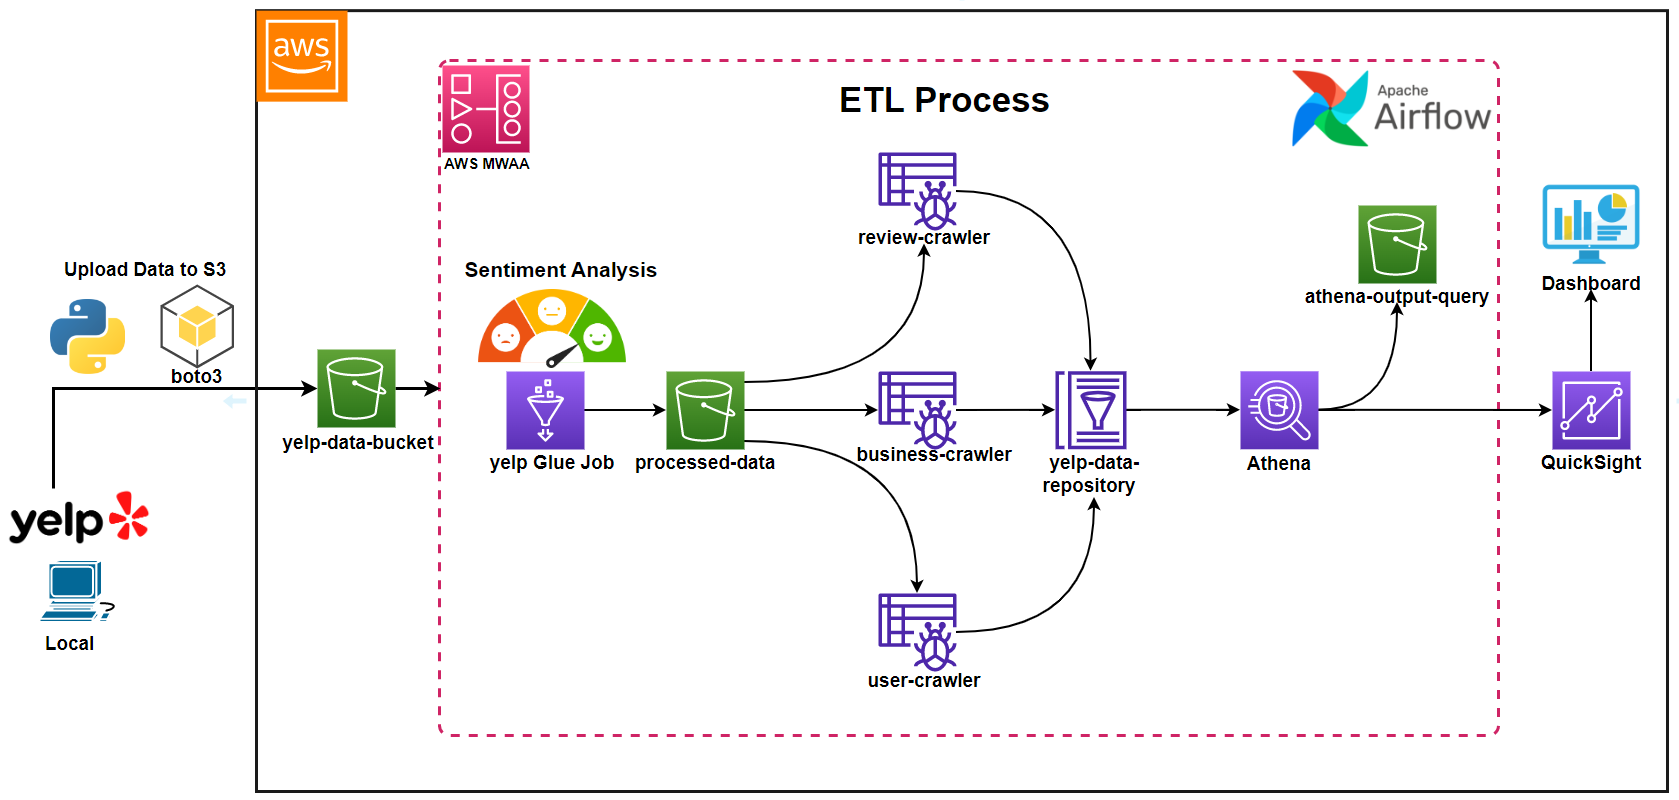 aws
ETL Process
Apache
Airflow
AWS MWAA
review-crawler
Upload Data to S3
Sentiment Analysis
Dashboard
athena-output-query
boto3
yelp-data-bucket
yelp Glue Job
processed-data
business-crawler
yelp-data-
repository
Athena
QuickSight
yelp
Local
user-crawler